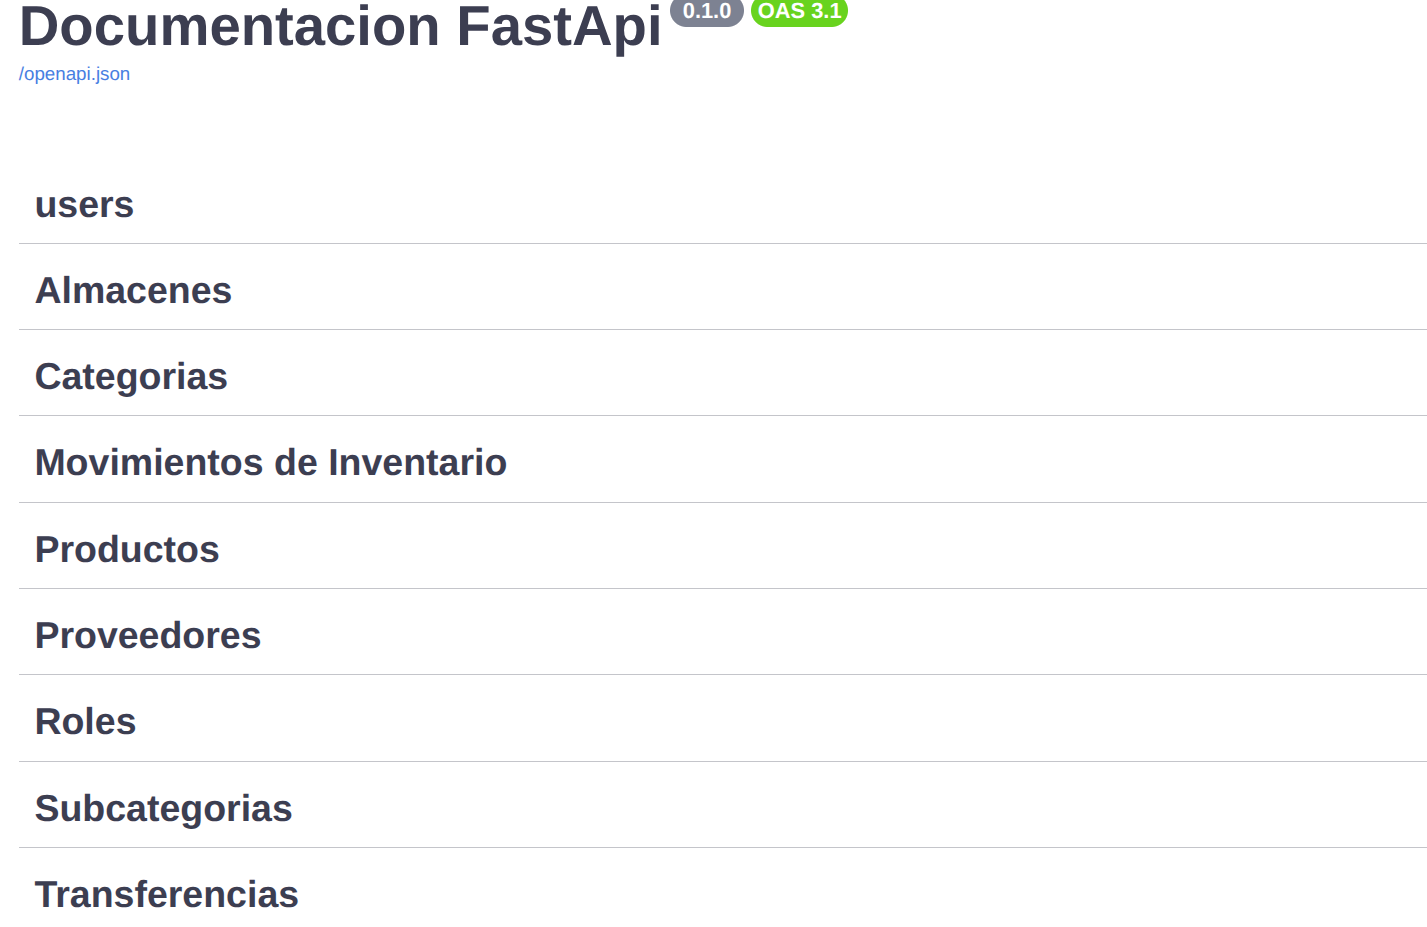 Documentacion FastApi 0.1.0 OAS 3.1
/openapi.json
users
Almacenes
Categorias
Movimientos de Inventario
Productos
Proveedores
Roles
Subcategorias
Transferencias